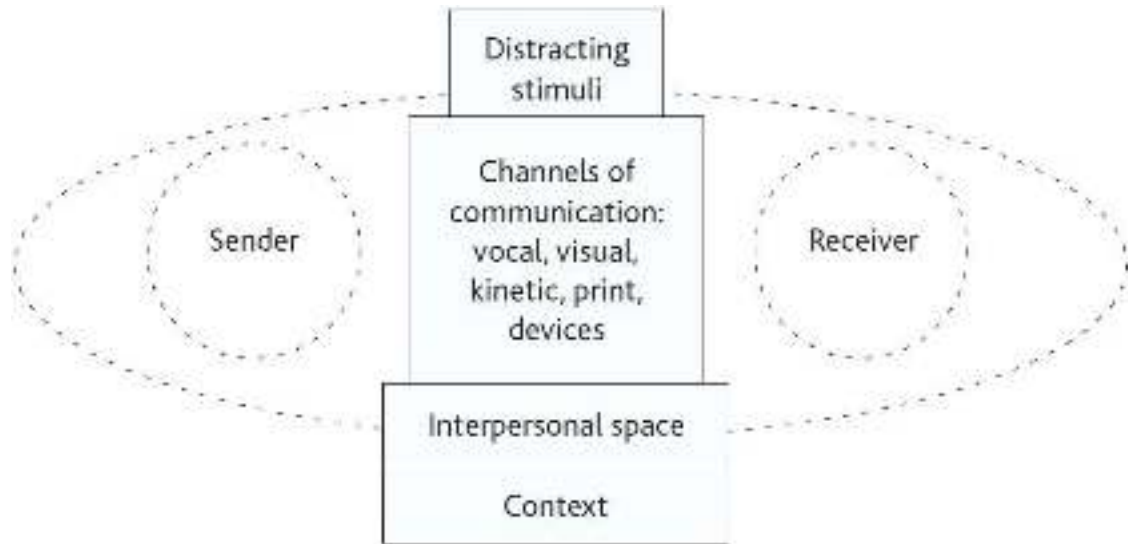 Distracting
stimuli
Sender
Channels of
communication:
vocal, visual,
kinetic, print,
devices
Receiver
Interpersonal space
Context